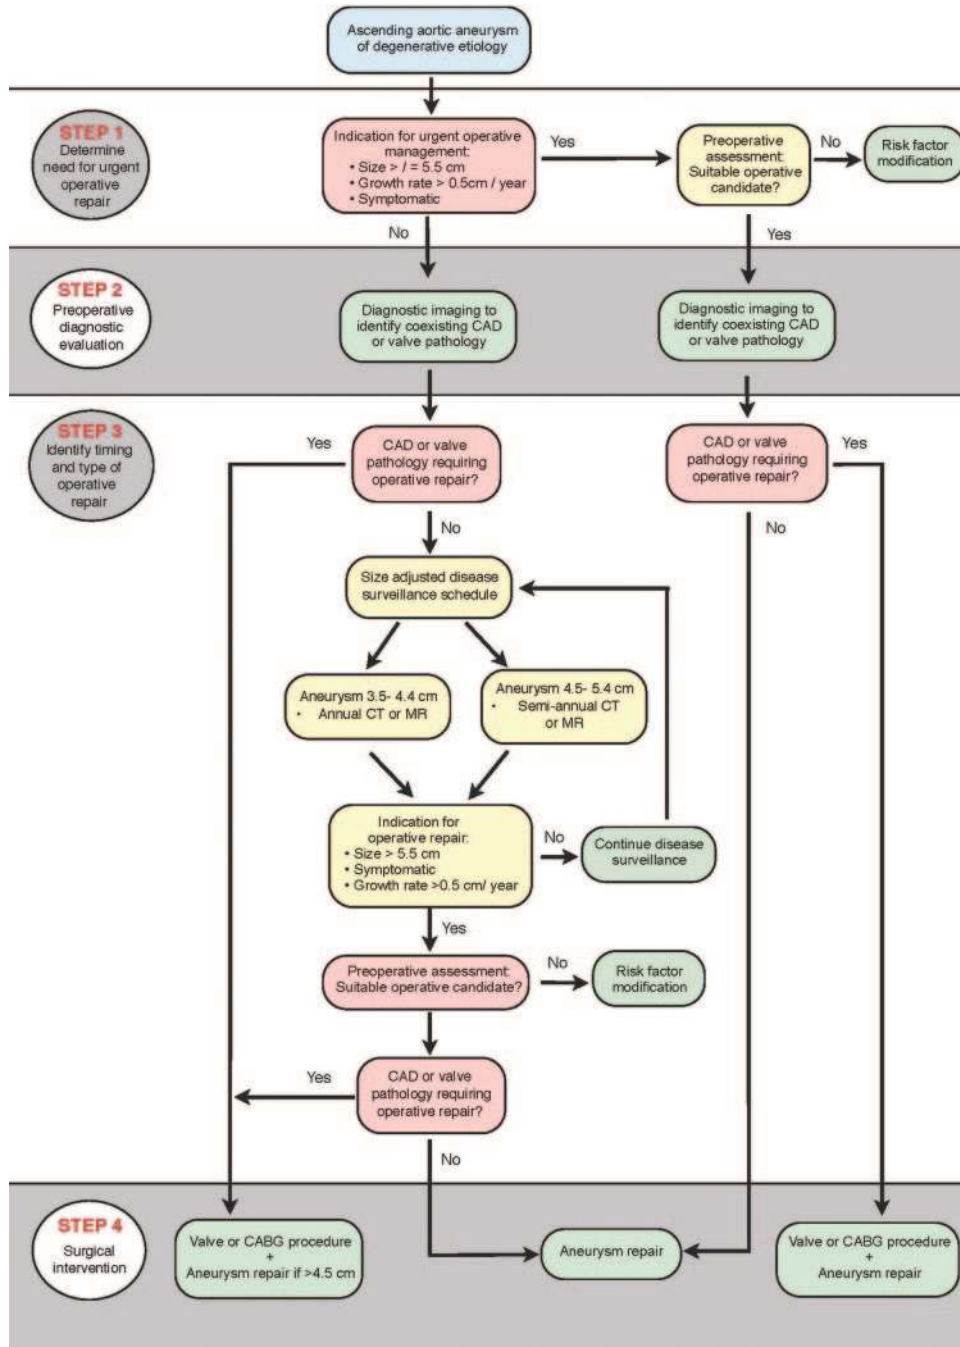 Ascending aortic aneurysm
of degenerative etiology
STEP 1
Determine
need for urgent
operative
repair
Indication for urgent operative
management:
• Size > / = 5.5 cm
• Growth rate > 0.5cm / year
• Symptomatic
Yes
Preoperative
assessment:
Suitable operative
candidate?
No
Risk factor
modification
No
Yes
STEP 2
Preoperative
diagnostic
evaluation
Diagnostic imaging to
identify coexisting CAD
or valve pathology
Diagnostic imaging to
identify coexisting CAD
or valve pathology
STEP 3
Identify timing
and type of
operative
repair
Yes
CAD or valve
pathology requiring
operative repair?
CAD or valve
pathology requiring
operative repair?
Yes
No
No
Size adjusted disease
surveillance schedule
Aneurysm 3.5- 4.4 cm
• Annual CT or MR
Aneurysm 4.5- 5.4 cm
• Semi-annual CT
or MR
Indication for
operative repair:
• Size > 5.5 cm
• Symptomatic
• Growth rate >0.5 cm/ year
No
Continue disease
surveillance
Yes
Preoperative assessment:
Suitable operative candidate?
No
Risk factor
modification
Yes
CAD or valve
pathology requiring
operative repair?
No
STEP 4
Surgical
intervention
Valve or CABG procedure
+
Aneurysm repair if >4.5 cm
Aneurysm repair
Valve or CABG procedure
+
Aneurysm repair